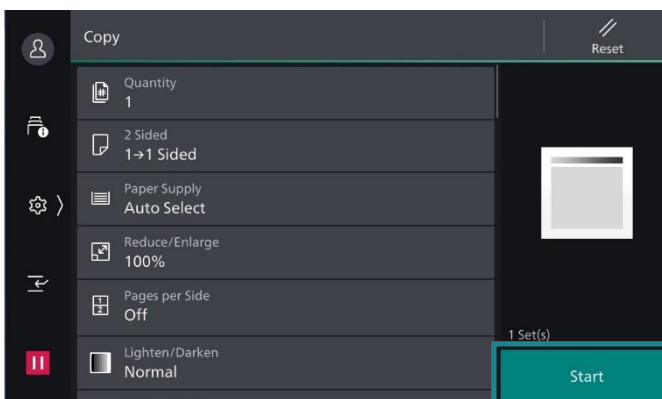 Copy
Reset
Quantity
1
2 Sided
1→1 Sided
Paper Supply
Auto Select
Reduce/Enlarge
100%
Pages per Side
Off
Lighten/Darken
Normal
1 Set(s)
Start